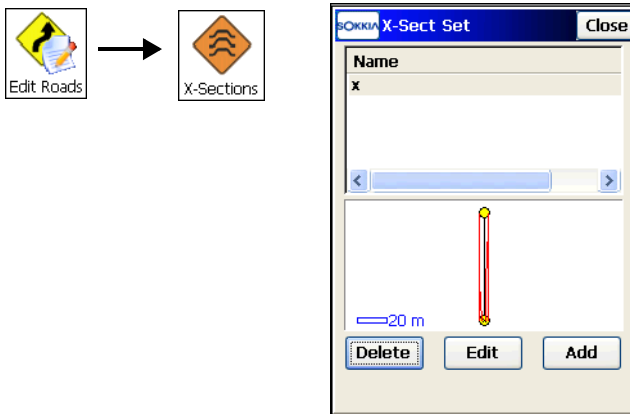 Edit Roads
X-Sections
SOKKIA X-Sect Set Close
Name
x
20 m
Delete Edit Add